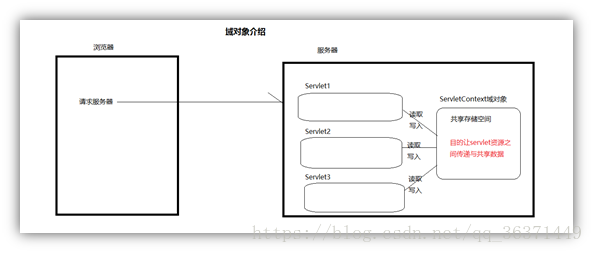 域对象介绍
浏览器
服务器
请求服务器
Servlet1
Servlet2
Servlet3
读取
写入
读取
写入
读取
写入
ServletContext域对象
共享存储空间
目的让servlet资源之
间传递与共享数据
https://blog.csdn.net/qq_36371449